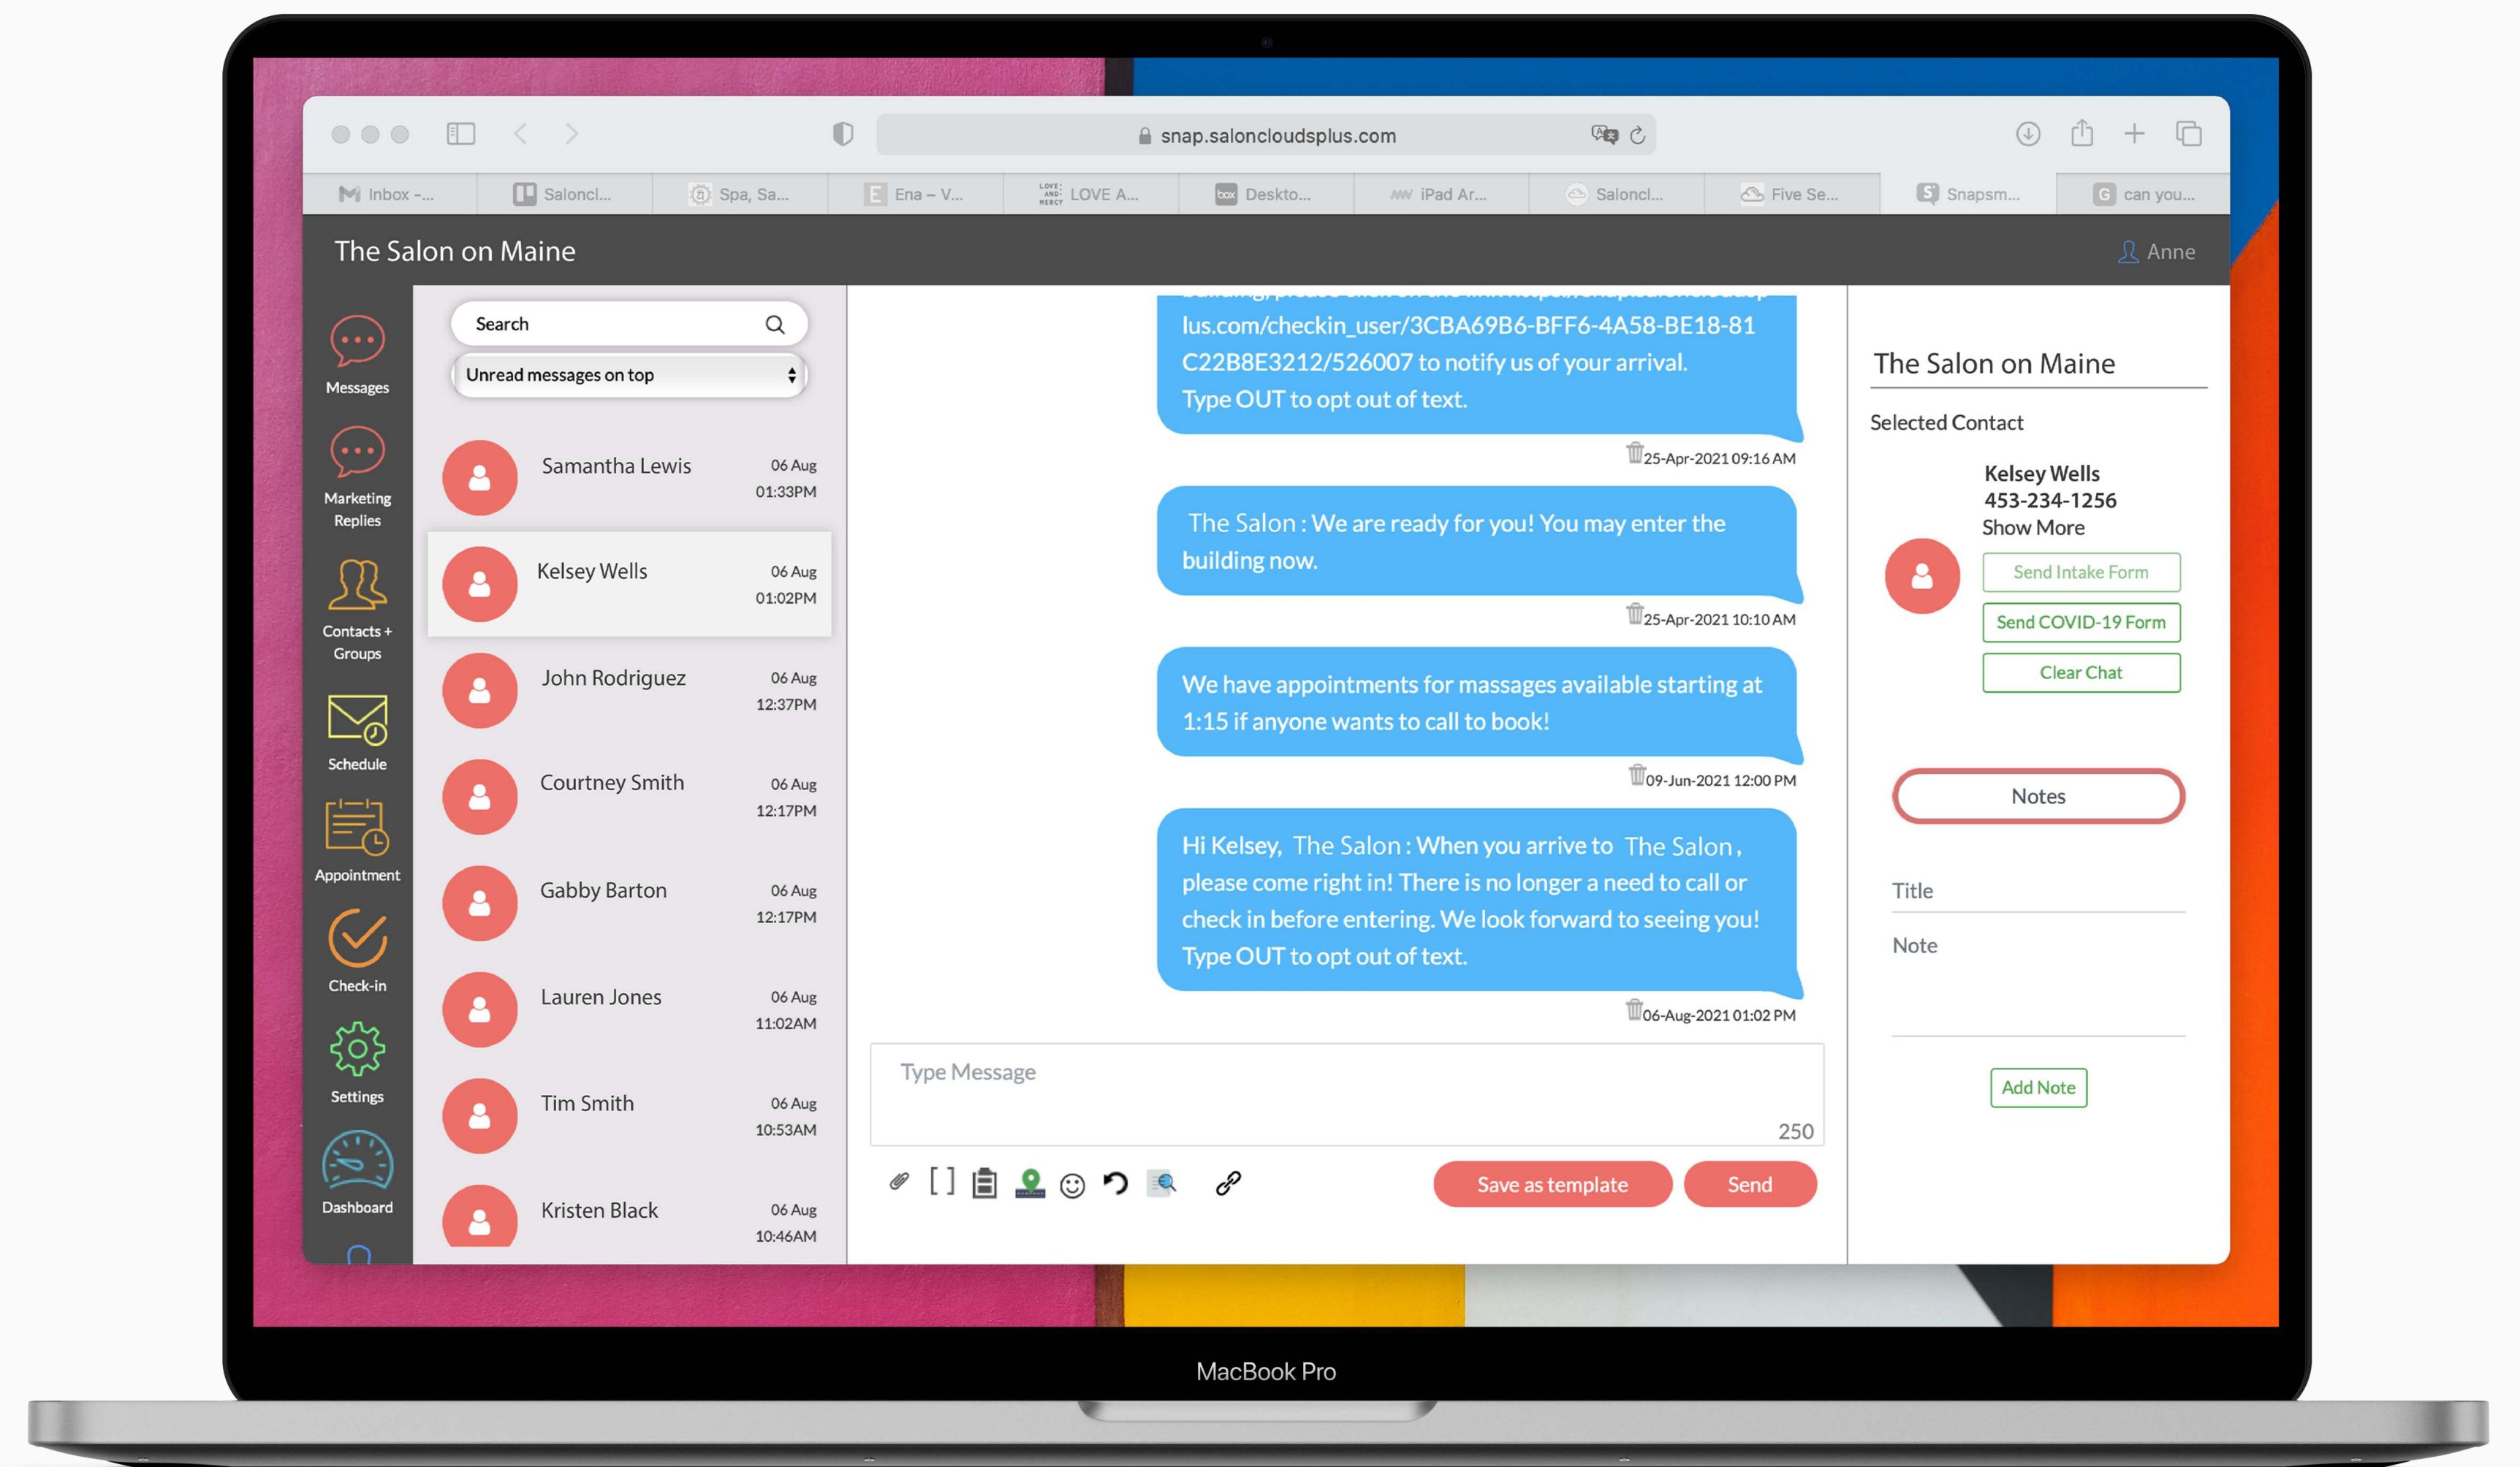 snap.saloncloudsplus.com
Inbox –...
Saloncl...
Spa, Sa...
E
Ena – V...
LOVE AND MERCY
LOVE A...
box
Deskto...
iPad Ar...
Saloncl...
Five Se...
S
Snapsm...
G
can you...
The Salon on Maine
Anne
Messages
Marketing
Replies
Contacts +
Groups
Schedule
Appointment
Check-in
Settings
Dashboard
Search
Unread messages on top
Samantha Lewis
06 Aug
01:33PM
Kelsey Wells
06 Aug
01:02PM
John Rodriguez
06 Aug
12:37PM
Courtney Smith
06 Aug
12:17PM
Gabby Barton
06 Aug
12:17PM
Lauren Jones
06 Aug
11:02AM
Tim Smith
06 Aug
10:53AM
Kristen Black
06 Aug
10:46AM
lus.com/checkin_user/3CBA69B6-BFF6-4A58-BE18-81
C22B8E3212/526007 to notify us of your arrival.
Type OUT to opt out of text.
25-Apr-2021 09:16 AM
The Salon : We are ready for you! You may enter the
building now.
25-Apr-2021 10:10 AM
We have appointments for massages available starting at
1:15 if anyone wants to call to book!
09-Jun-2021 12:00 PM
Hi Kelsey, The Salon : When you arrive to The Salon ,
please come right in! There is no longer a need to call or
check in before entering. We look forward to seeing you!
Type OUT to opt out of text.
06-Aug-2021 01:02 PM
Type Message
250
[ ]
Save as template
Send
The Salon on Maine
Selected Contact
Kelsey Wells
453-234-1256
Show More
Send Intake Form
Send COVID-19 Form
Clear Chat
Notes
Title
Note
Add Note
MacBook Pro